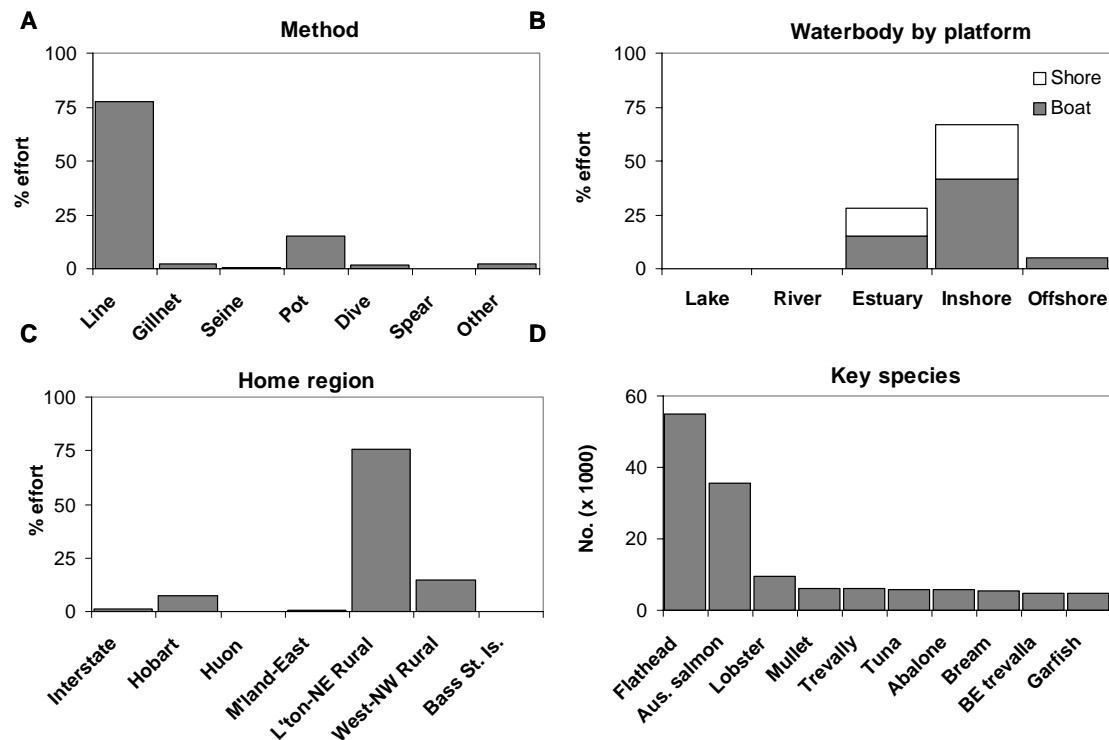 A
Method
100
75
50
25
0
% effort
Line
Gillnet
Seine
Pot
Dive
Spear
Other
B
Waterbody by platform
100
75
50
25
0
% effort
Shore
Boat
Lake
River
Estuary
Inshore
Offshore
C
Home region
100
75
50
25
0
% effort
Interstate
Hobart
Huon
M'land-East
L'ton-NE Rural
West-NW Rural
Bass St. Is.
D
Key species
60
40
20
0
No. (x 1000)
Flathead
Aus. salmon
Lobster
Mullet
Trevally
Tuna
Abalone
Bream
BE trevalla
Garfish